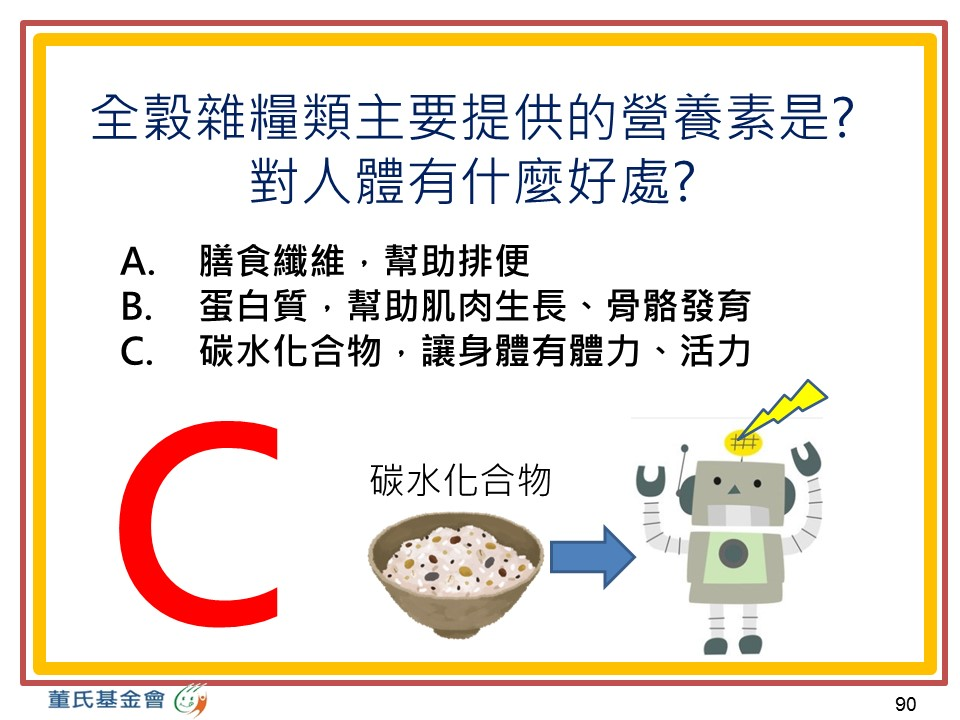 全穀雜糧類主要提供的營養素是?
對人體有什麼好處?
A. 膳食纖維，幫助排便
B. 蛋白質，幫助肌肉生長、骨骼發育
C. 碳水化合物，讓身體有體力、活力
C
碳水化合物
董氏基金會
90